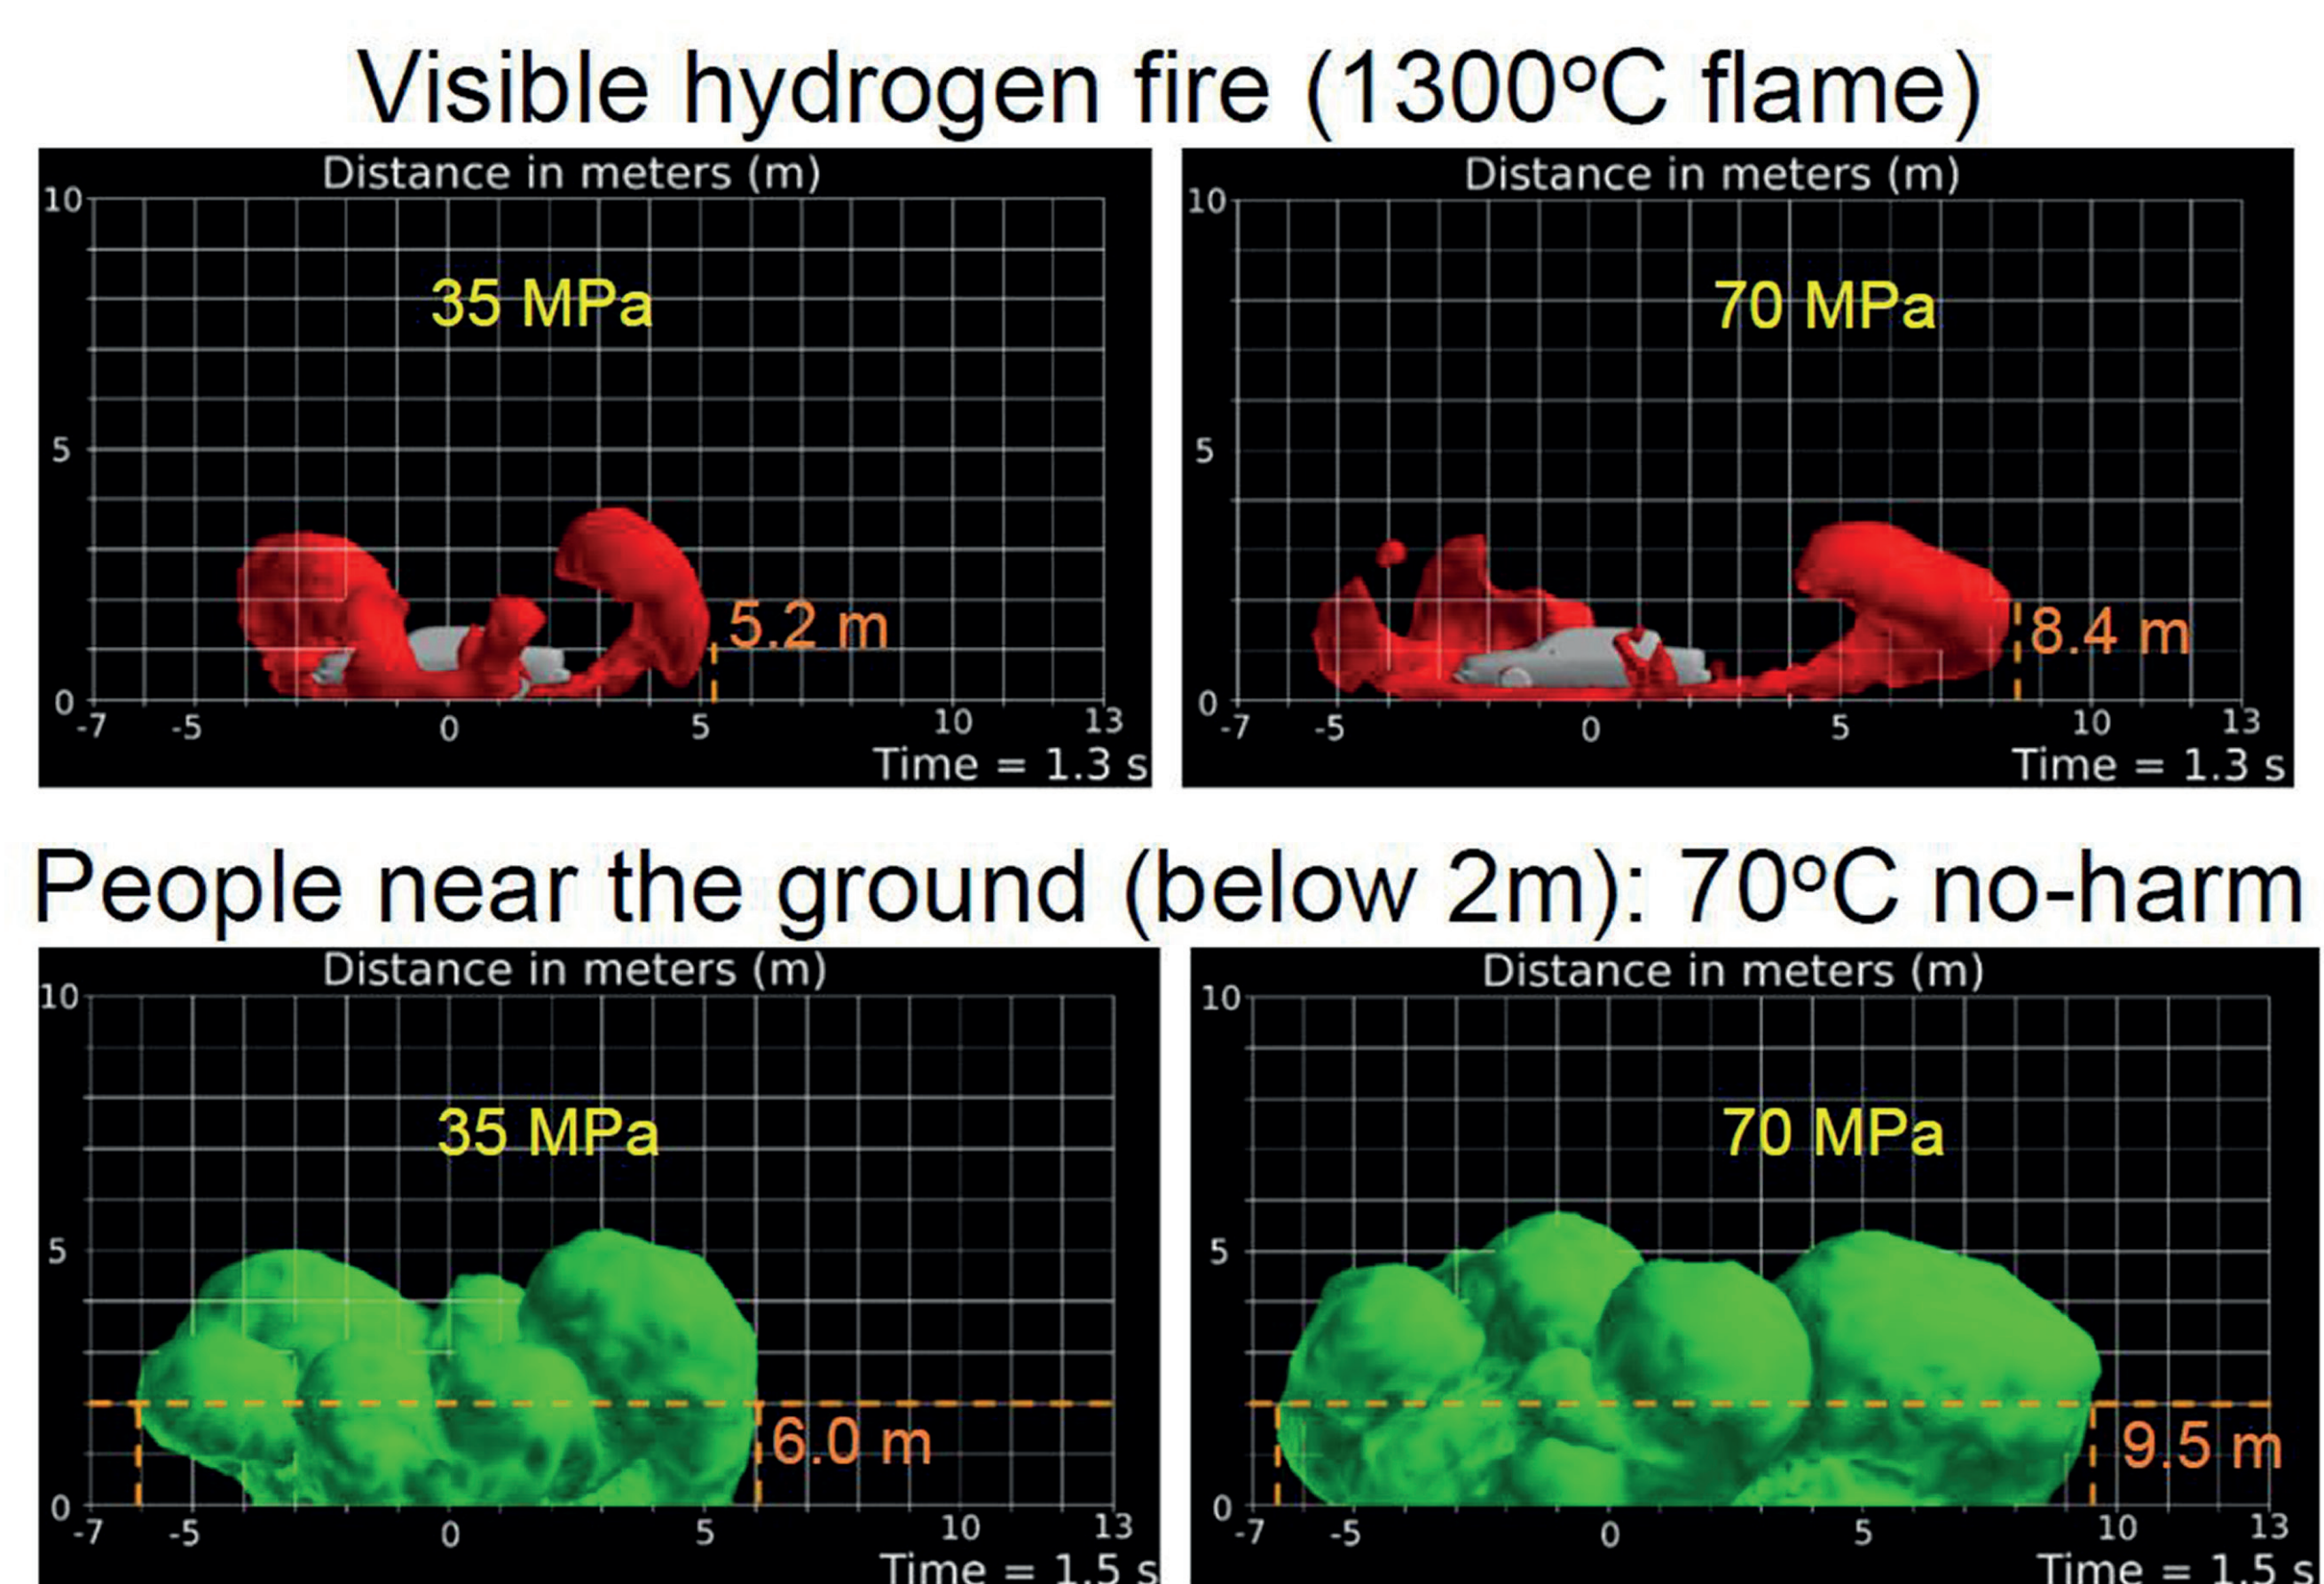 Visible hydrogen fire (1300oC flame)
Distance in meters (m)
10
5
0
35 MPa
5.2 m
-7 -5 0 5 10 13
Time = 1.3 s
Distance in meters (m)
10
5
0
70 MPa
8.4 m
-7 -5 0 5 10 13
Time = 1.3 s
People near the ground (below 2m): 70oC no-harm
Distance in meters (m)
10
5
0
35 MPa
6.0 m
-7 -5 0 5 10 13
Time = 1.5 s
Distance in meters (m)
10
5
0
70 MPa
9.5 m
-7 -5 0 5 10 13
Time = 1.5 s